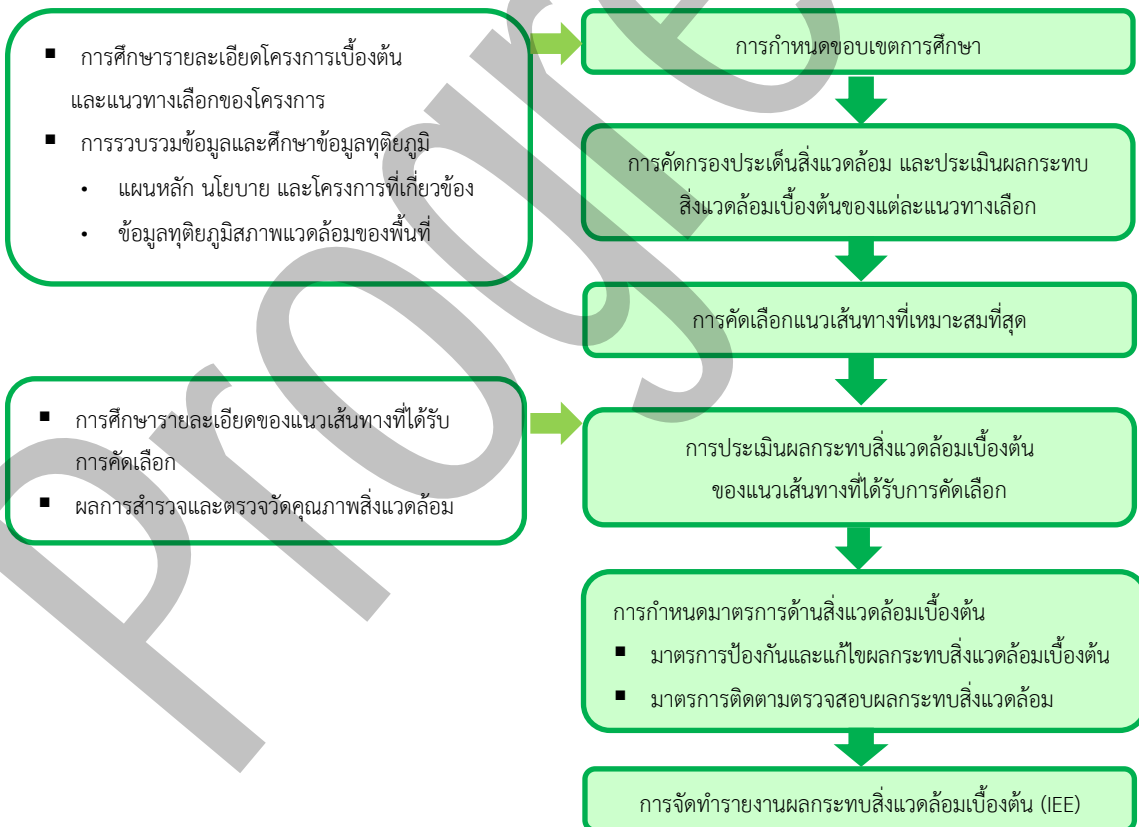 ▪ การศึกษารายละเอียดโครงการเบื้องต้น
และแนวทางเลือกของโครงการ
▪ การรวบรวมข้อมูลและศึกษาข้อมูลทุติยภูมิ
• แผนหลัก นโยบาย และโครงการที่เกี่ยวข้อง
• ข้อมูลทุติยภูมิสภาพแวดล้อมของพื้นที่
การกำหนดขอบเขตการศึกษา
การคัดกรองประเด็นสิ่งแวดล้อม และประเมินผลกระทบ
สิ่งแวดล้อมเบื้องต้นของแต่ละแนวทางเลือก
การคัดเลือกแนวเส้นทางที่เหมาะสมที่สุด
▪ การศึกษารายละเอียดของแนวเส้นทางที่ได้รับ
การคัดเลือก
▪ ผลการสำรวจและตรวจวัดคุณภาพสิ่งแวดล้อม
การประเมินผลกระทบสิ่งแวดล้อมเบื้องต้น
ของแนวเส้นทางที่ได้รับการคัดเลือก
การกำหนดมาตรการด้านสิ่งแวดล้อมเบื้องต้น
▪ มาตรการป้องกันและแก้ไขผลกระทบสิ่งแวดล้อมเบื้องต้น
▪ มาตรการติดตามตรวจสอบผลกระทบสิ่งแวดล้อม
การจัดทำรายงานผลกระทบสิ่งแวดล้อมเบื้องต้น (IEE)
Progre